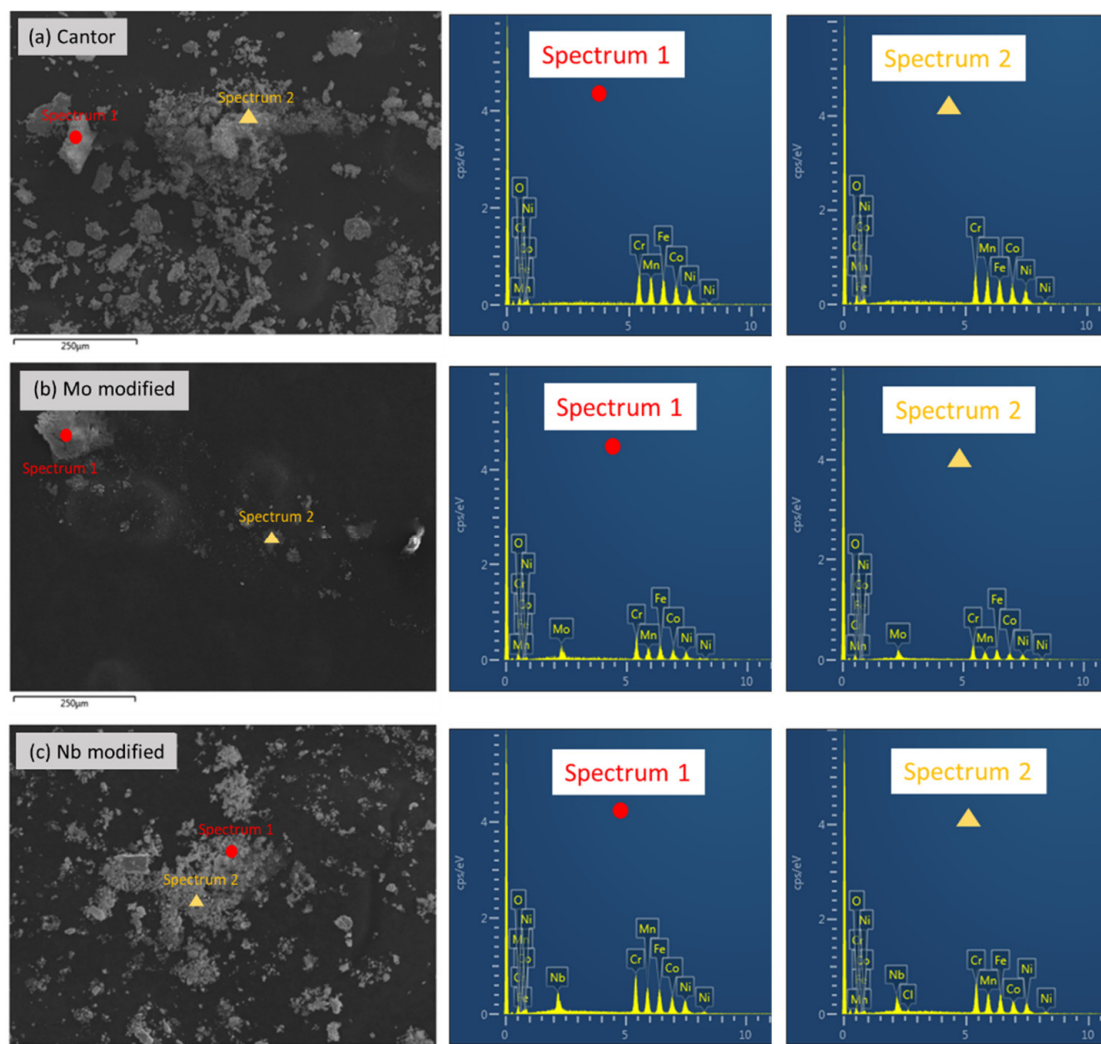 (a) Cantor
Spectrum 1
Spectrum 2
250μm
Spectrum 1
cps/eV
4
2
0
O
Ni
Cr
Co
Fe
Mn
Cr
Mn
Fe
Co
Ni
Ni
0
5
10
Spectrum 2
cps/eV
4
2
0
O
Ni
Co
Cr
Mn
Fe
Cr
Mn
Fe
Co
Ni
Ni
0
5
10
(b) Mo modified
Spectrum 1
Spectrum 2
250μm
Spectrum 1
cps/eV
4
2
0
O
Ni
Cr
Co
Fe
Mn
Mo
Cr
Mn
Fe
Co
Ni
Ni
0
5
10
Spectrum 2
cps/eV
4
2
0
O
Ni
Co
Mn
Mo
Cr
Mn
Fe
Co
Ni
Ni
0
5
10
(c) Nb modified
Spectrum 1
Spectrum 2
Spectrum 1
cps/eV
4
2
0
O
Ni
Mn
Co
Fe
Nb
Cr
Mn
Fe
Co
Ni
Ni
0
5
10
Spectrum 2
cps/eV
4
2
0
O
Ni
Cr
Co
Fe
Mn
Nb
Cl
Cr
Mn
Fe
Co
Ni
Ni
0
5
10